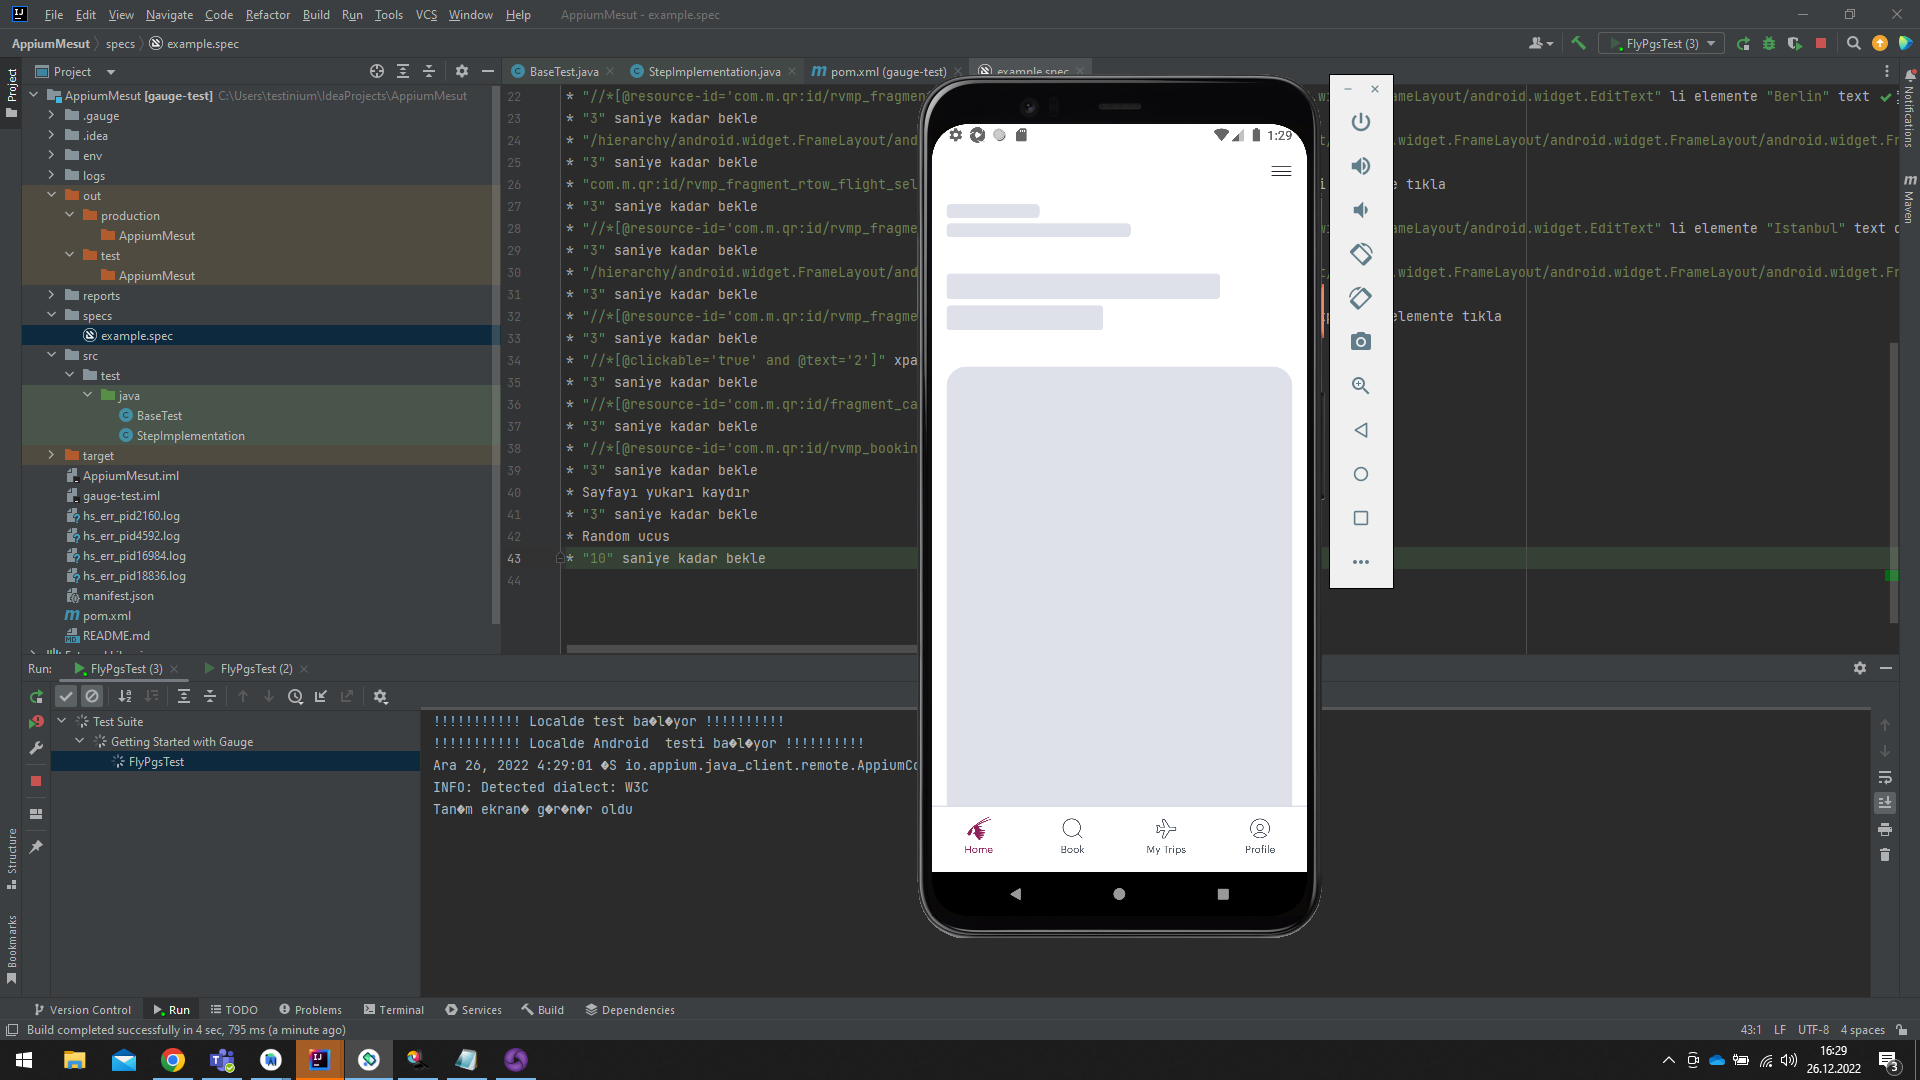 File Edit View Navigate Code Refactor Build Run Tools VCS Window Help AppiumMesut - example.spec
AppiumMesut specs example.spec FlyPgsTest (3)
Project BaseTest.java StepImplementation.java pom.xml (gauge-test) example.spec
AppiumMesut [gauge-test] C:\Users\testinium\IdeaProjects\AppiumMesut
.gauge
.idea
env
logs
out
production
AppiumMesut
test
AppiumMesut
reports
specs
example.spec
src
test
java
BaseTest
StepImplementation
target
AppiumMesut.iml
gauge-test.iml
hs_err_pid2160.log
hs_err_pid4592.log
hs_err_pid16984.log
hs_err_pid18836.log
manifest.json
pom.xml
README.md
22 * "//*[@resource-id='com.m.qr:id/rvmp_fragment ameLayout/android.widget.EditText" li elemente "Berlin" text
23 * "3" saniye kadar bekle
24 * "/hierarchy/android.widget.FrameLayout/and .widget.FrameLayout/android.widget.FrameLayout/android.widget.Fr
25 * "3" saniye kadar bekle
26 * "com.m.qr:id/rvmp_fragment_rtow_flight_sel e tıkla
27 * "3" saniye kadar bekle
28 * "//*[@resource-id='com.m.qr:id/rvmp_fragme ameLayout/android.widget.EditText" li elemente "Istanbul" text
29 * "3" saniye kadar bekle
30 * "/hierarchy/android.widget.FrameLayout/and .widget.FrameLayout/android.widget.FrameLayout/android.widget.Fr
31 * "3" saniye kadar bekle
32 * "//*[@resource-id='com.m.qr:id/rvmp_fragme elemente tıkla
33 * "3" saniye kadar bekle
34 * "//*[@clickable='true' and @text='2']" xpa
35 * "3" saniye kadar bekle
36 * "//*[@resource-id='com.m.qr:id/fragment_ca
37 * "3" saniye kadar bekle
38 * "//*[@resource-id='com.m.qr:id/rvmp_bookin
39 * "3" saniye kadar bekle
40 * Sayfayı yukarı kaydır
41 * "3" saniye kadar bekle
42 * Random ucus
43 * "10" saniye kadar bekle
44
1:29
Home Book My Trips Profile
Project
Structure
Bookmarks
Notifications
Maven
Run: FlyPgsTest (3) FlyPgsTest (2)
Test Suite
Getting Started with Gauge
FlyPgsTest
!!!!!!!!!!! Localde test ba�l�yor !!!!!!!!!!
!!!!!!!!!!! Localde Android  testi ba�l�yor !!!!!!!!!!
Ara 26, 2022 4:29:01 �S io.appium.java_client.remote.AppiumCo
INFO: Detected dialect: W3C
Tan�m ekran� g�r�n�r oldu
Version Control Run TODO Problems Terminal Services Build Dependencies
Build completed successfully in 4 sec, 795 ms (a minute ago) 43:1 LF UTF-8 4 spaces
16:29
26.12.2022
3